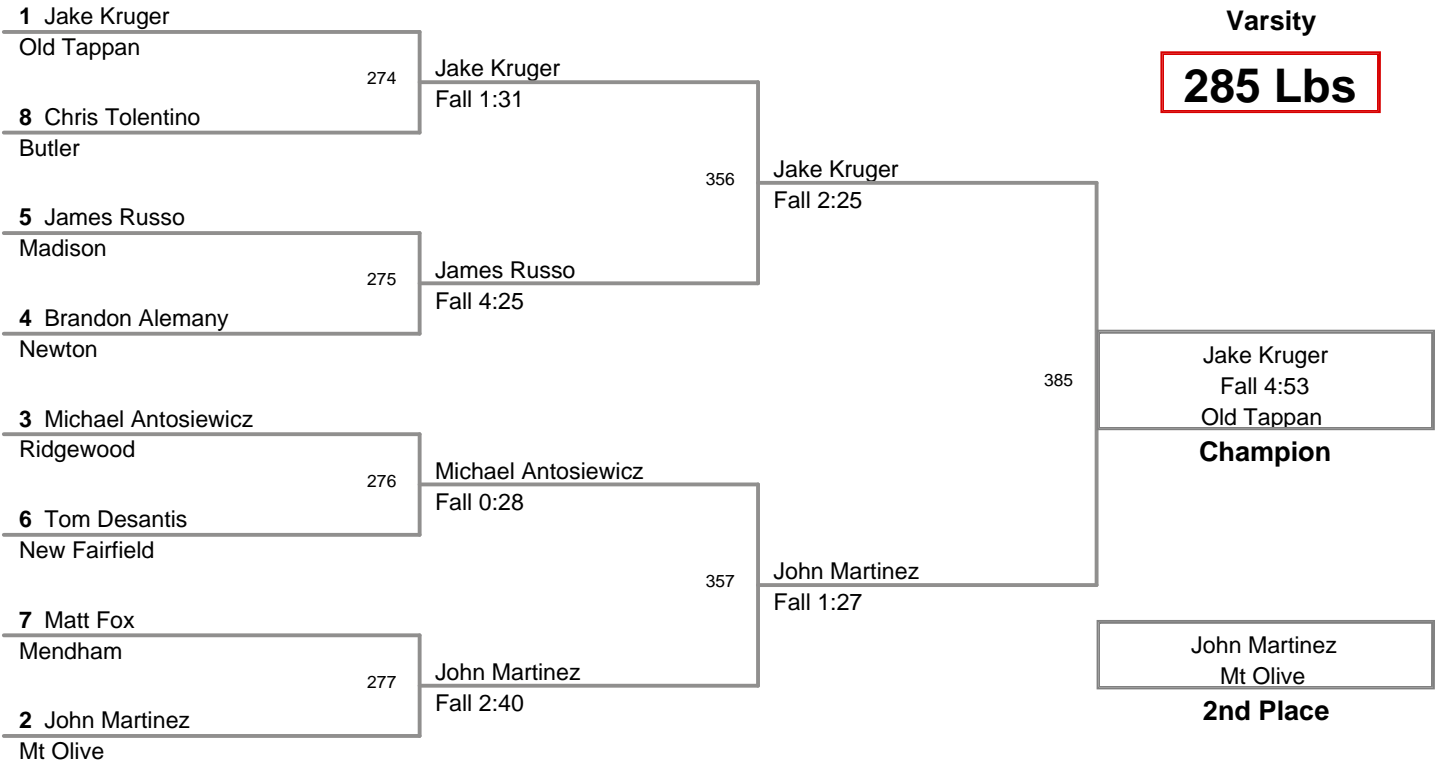 1 Jake Kruger
Old Tappan
274
8 Chris Tolentino
Butler
5 James Russo
Madison
275
4 Brandon Alemany
Newton
3 Michael Antosiewicz
Ridgewood
276
6 Tom Desantis
New Fairfield
7 Matt Fox
Mendham
277
2 John Martinez
Mt Olive
Jake Kruger
Fall 1:31
356
James Russo
Fall 4:25
Michael Antosiewicz
Fall 0:28
357
John Martinez
Fall 2:40
Jake Kruger
Fall 2:25
385
John Martinez
Fall 1:27
Varsity
285 Lbs
Jake Kruger
Fall 4:53
Old Tappan
Champion
John Martinez
Mt Olive
2nd Place